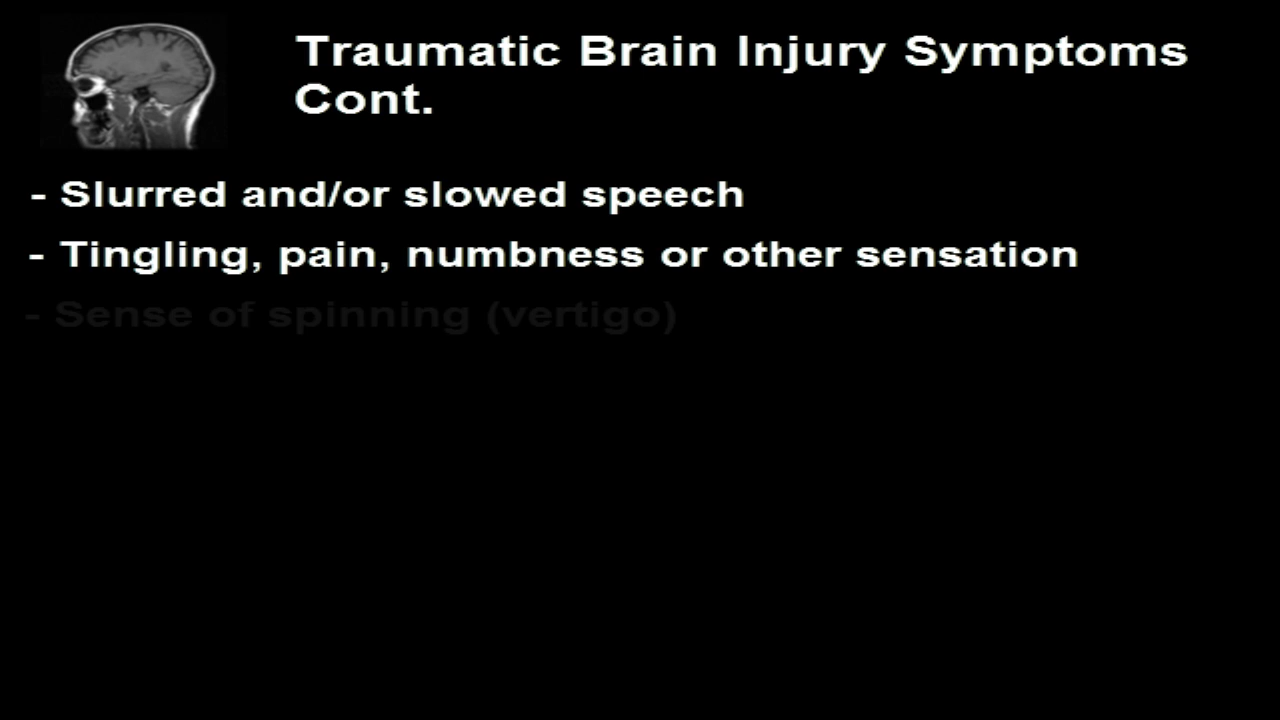 Traumatic Brain Injury Symptoms
Cont.
- Slurred and/or slowed speech
- Tingling, pain, numbness or other sensation
- Sense of spinning (vertigo)